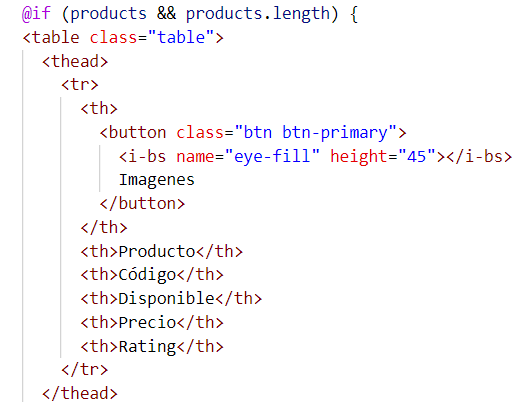 @if (products && products.length) {
<table class="table">
<thead>
<tr>
<th>
<button class="btn btn-primary">
<i-bs name="eye-fill" height="45"></i-bs>
Imagenes
</button>
</th>
<th>Producto</th>
<th>Código</th>
<th>Disponible</th>
<th>Precio</th>
<th>Rating</th>
</tr>
</thead>